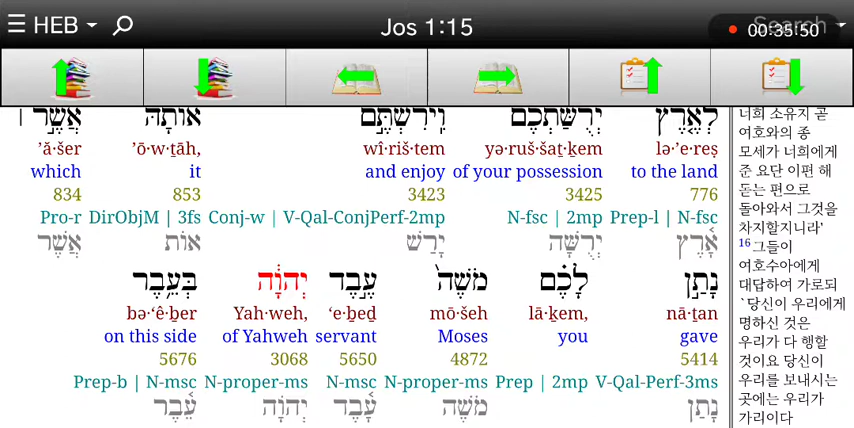 ☰ HEB
Jos 1:15
Search
00:35:50
לְאֶ֣רֶץ יְרֻשַּׁתְכֶ֗ם וִֽירִשְׁתֶּ֣ם אוֹתָ֔הּ אֲשֶׁ֣ר ׀
’ă·šer ’ō·w·ṯāh, wî·riš·tem yə·ruš·šaṯ·ḵem lə·’e·reṣ
which it and enjoy of your possession to the land
834 853 3423 3425 776
Pro-r DirObjM | 3fs Conj-w | V-Qal-ConjPerf-2mp N-fsc | 2mp Prep-l | N-fsc
אֶ֫רֶץ יְרֻשָּׁה יָרַשׁ אוֹת אֲשֶׁר
נָתַ֣ן לָכֶ֗ם מֹשֶׁה֙ עֶ֣בֶד יְהוָ֔ה בְּעֵ֥בֶר
bə·‘ê·ḇer Yah·weh, ‘e·ḇeḏ mō·šeh lā·ḵem, nā·ṯan
on this side of Yahweh servant Moses you gave
5676 3068 5650 4872 5414
Prep-b | N-msc N-proper-ms N-msc N-proper-ms Prep | 2mp V-Qal-Perf-3ms
נָתַן מֹשֶׁה עֶ֫בֶד יְהוָֹה עֵ֫בֶר
너희 소유지 곧
여호와의 종
모세가 너희에게
준 요단 이편 해
돋는 편으로
돌아와서 그것을
차지할지니라'
16 그들이
여호수아에게
대답하여 가로되
`당신이 우리에게
명하신 것은
우리가 다 행할
것이요 당신이
우리를 보내시는
곳에는 우리가
가리이다